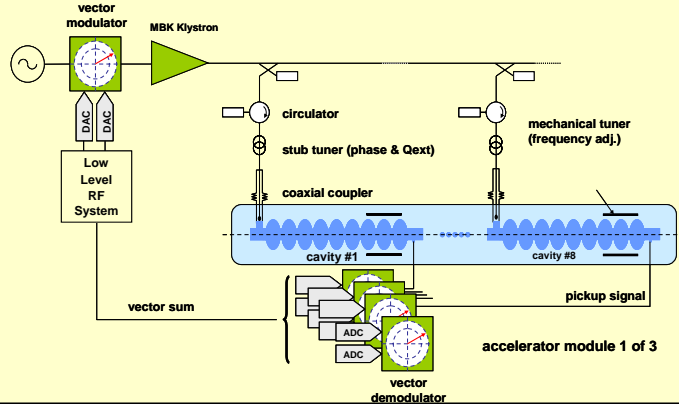 vector
modulator
MBK Klystron
DAC
DAC
circulator
mechanical tuner
(frequency adj.)
stub tuner (phase & Qext)
Low
Level
RF
System
coaxial coupler
cavity #1
cavity #8
vector sum
pickup signal
ADC
ADC
accelerator module 1 of 3
vector
demodulator